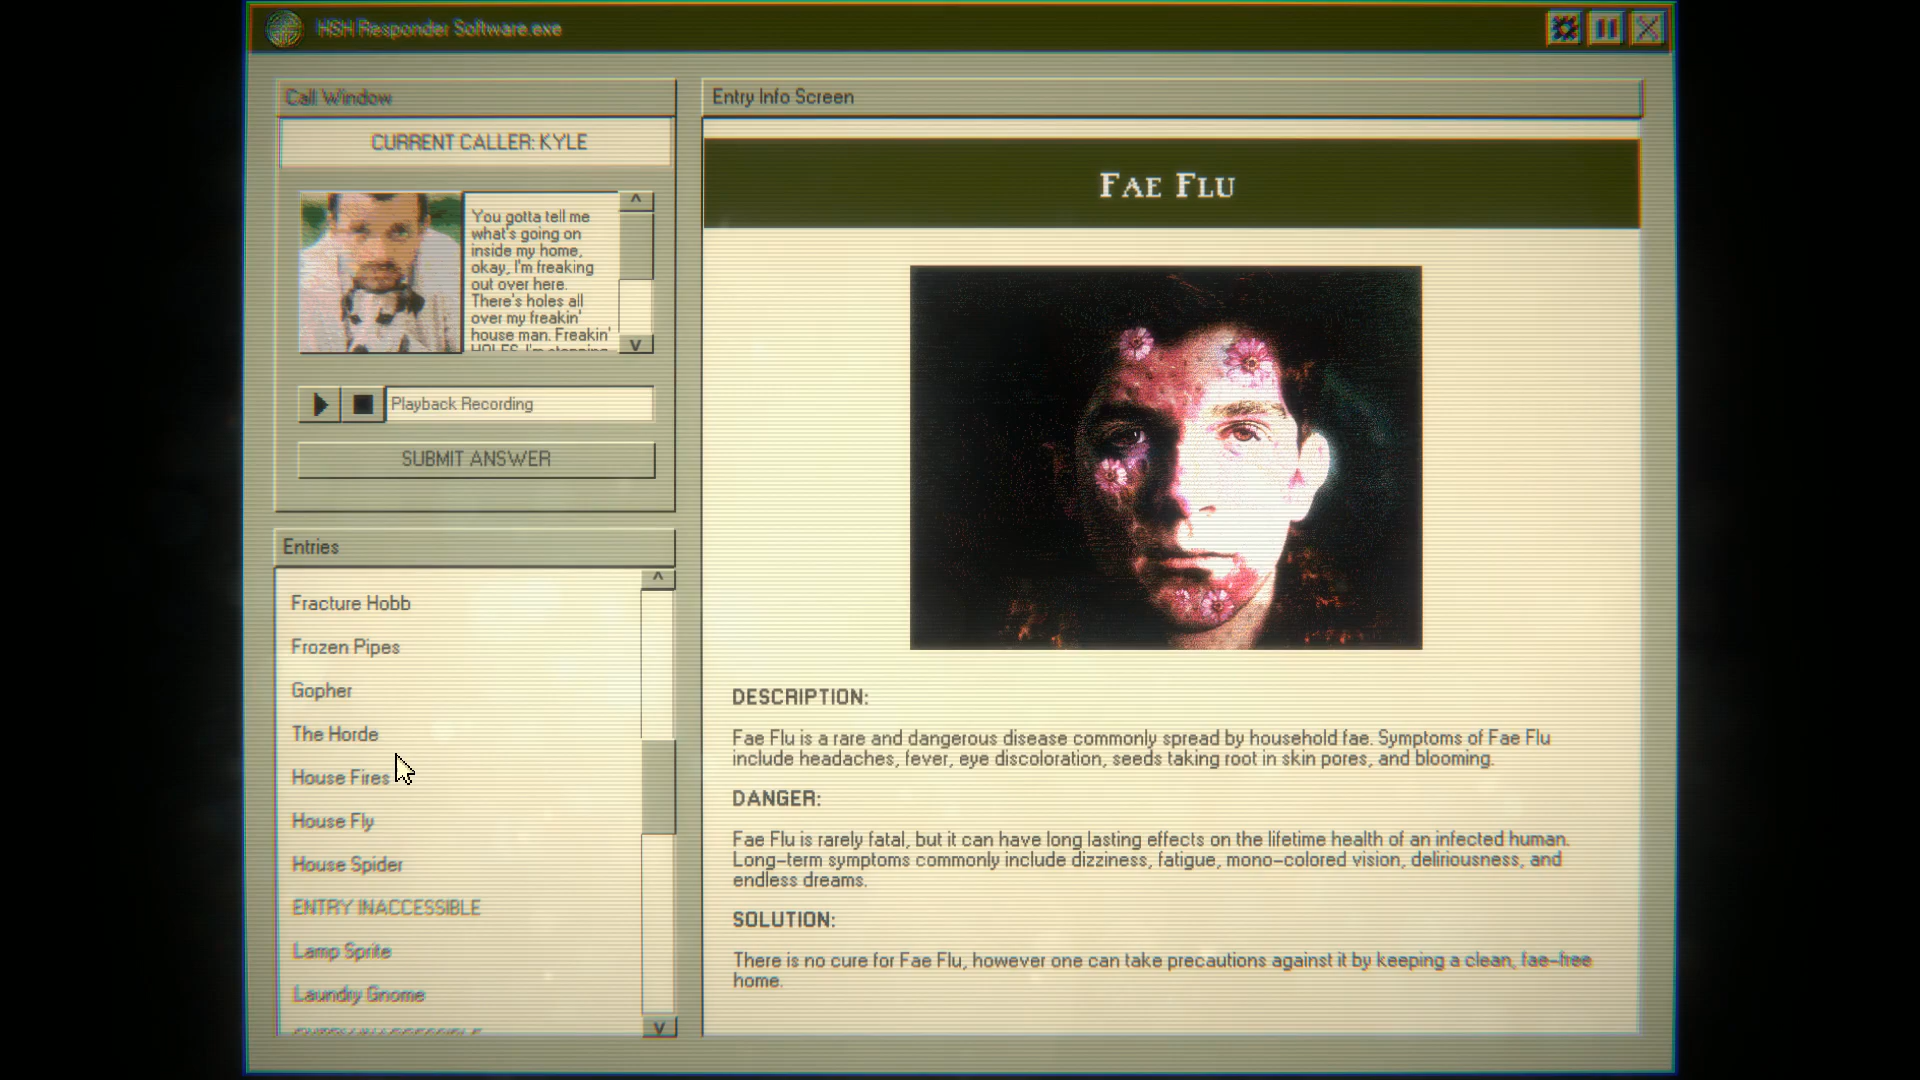 HSH Responder Software.exe
Call Window
CURRENT CALLER: KYLE
You gotta tell me
what's going on
inside my home,
okay, I'm freaking
out over here.
There's holes all
over my freakin'
house man. Freakin'
HOLES. I'm stepping
Playback Recording
SUBMIT ANSWER
Entries
Fracture Hobb
Frozen Pipes
Gopher
The Horde
House Fires
House Fly
House Spider
ENTRY INACCESSIBLE
Lamp Sprite
Laundry Gnome
ENTRY INACCESSIBLE
Entry Info Screen
FAE FLU
DESCRIPTION:
Fae Flu is a rare and dangerous disease commonly spread by household fae. Symptoms of Fae Flu
include headaches, fever, eye discoloration, seeds taking root in skin pores, and blooming.
DANGER:
Fae Flu is rarely fatal, but it can have long lasting effects on the lifetime health of an infected human.
Long-term symptoms commonly include dizziness, fatigue, mono-colored vision, deliriousness, and
endless dreams.
SOLUTION:
There is no cure for Fae Flu, however one can take precautions against it by keeping a clean, fae-free
home.